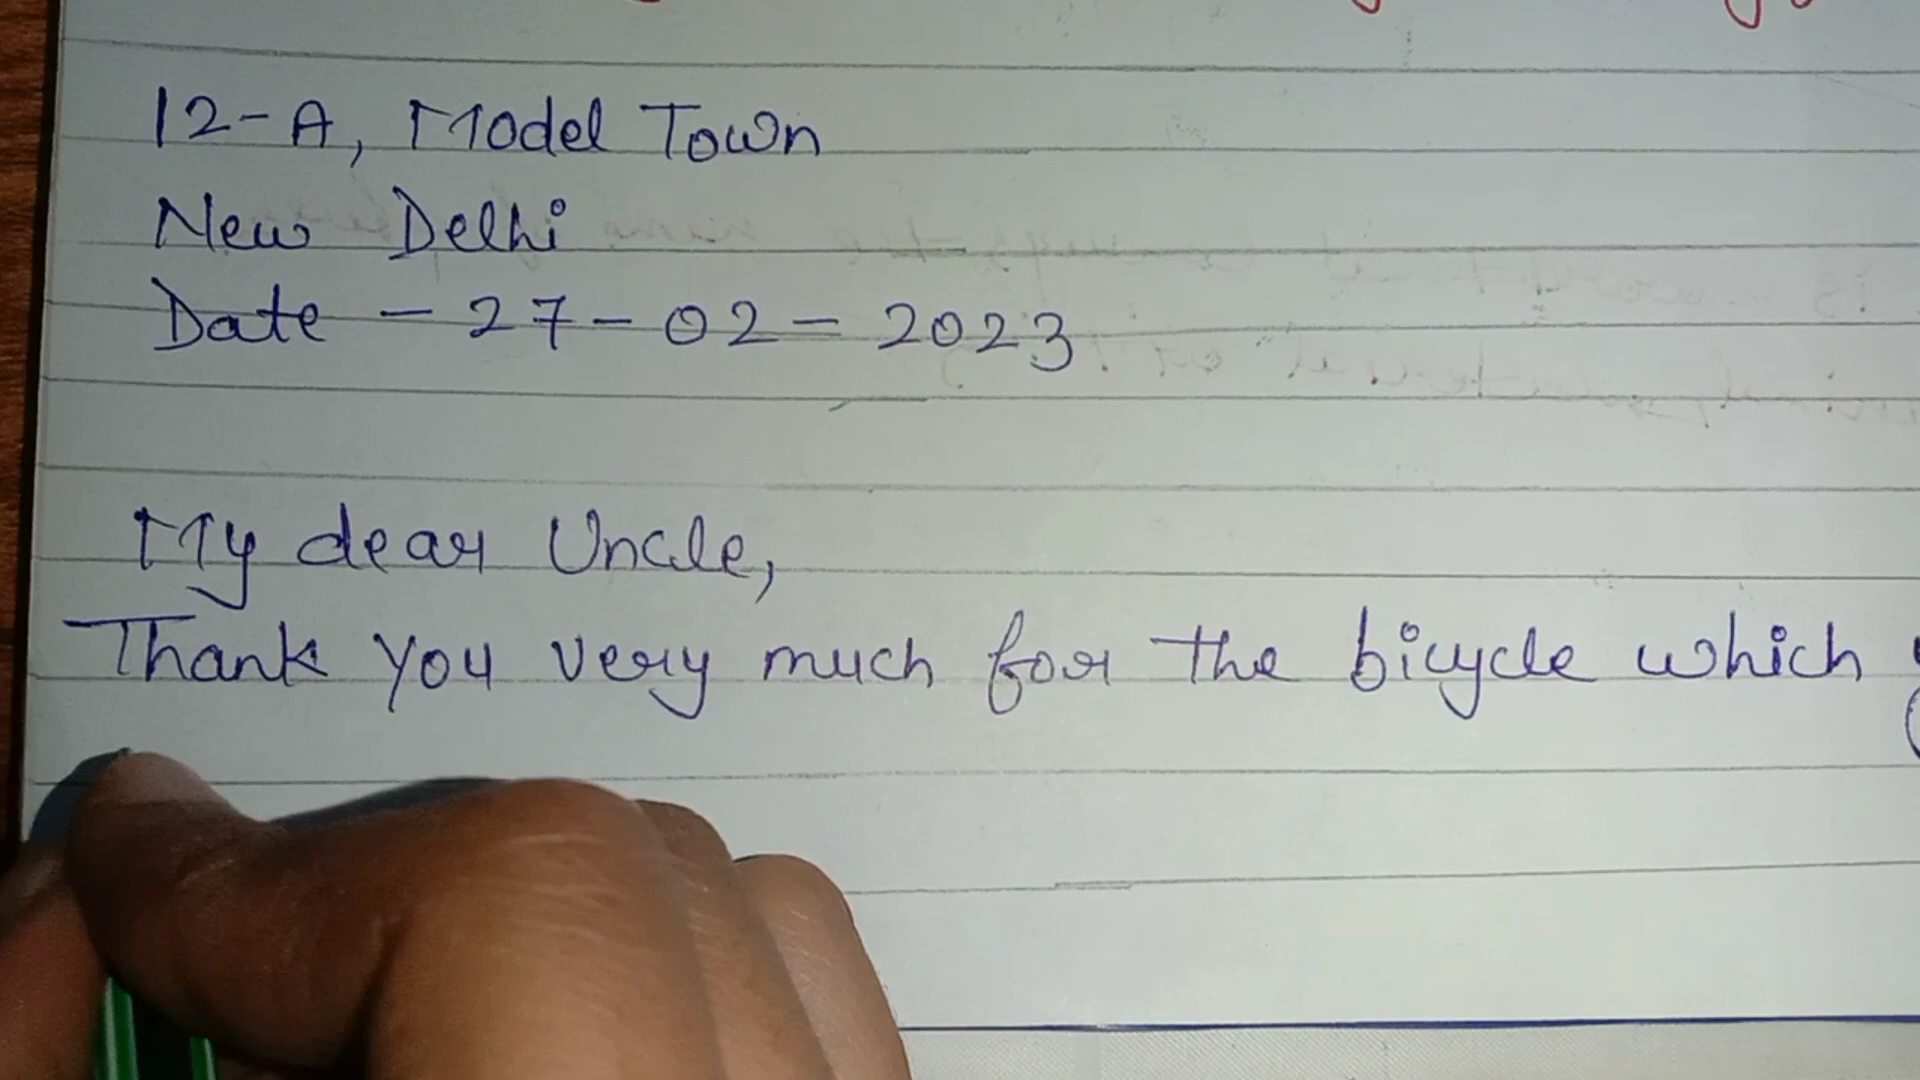 12-A, Model Town
New Delhi
Date - 27-02-2023
My dear Uncle,
Thank you very much for the bicycle which